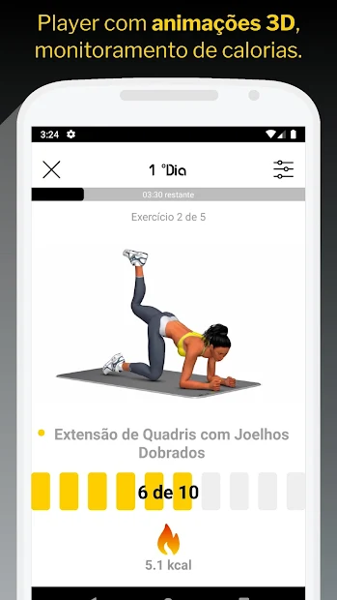 Player com animações 3D,
monitoramento de calorias.
3:24
1 °Dia
03:30 restante
Exercício 2 de 5
Extensão de Quadris com Joelhos
Dobrados
6 de 10
5.1 kcal